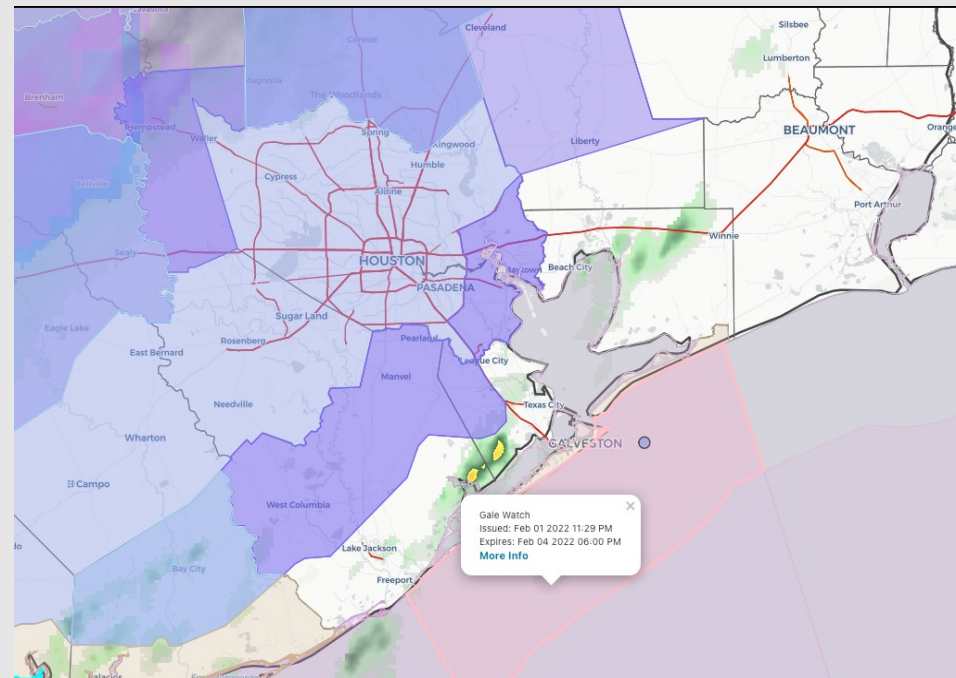 Navasota
Cleveland
Silsbee
Conroe
Lumberton
Magnolia
The Woodlands
Brenham
Hempstead
Waller
Spring
Kingwood
Liberty
BEAUMONT
Orange
Humble
Cypress
Aldine
Bellville
Port Arthur
Winnie
Sealy
HOUSTON
Baytown
Beach City
PASADENA
Sugar Land
Eagle Lake
Rosenberg
Pearland
East Bernard
League City
Manvel
Needville
Texas City
Wharton
GALVESTON
El Campo
West Columbia
Gale Watch
Issued: Feb 01 2022 11:29 PM
Expires: Feb 04 2022 06:00 PM
More Info
Lake Jackson
Bay City
Freeport
Palacios